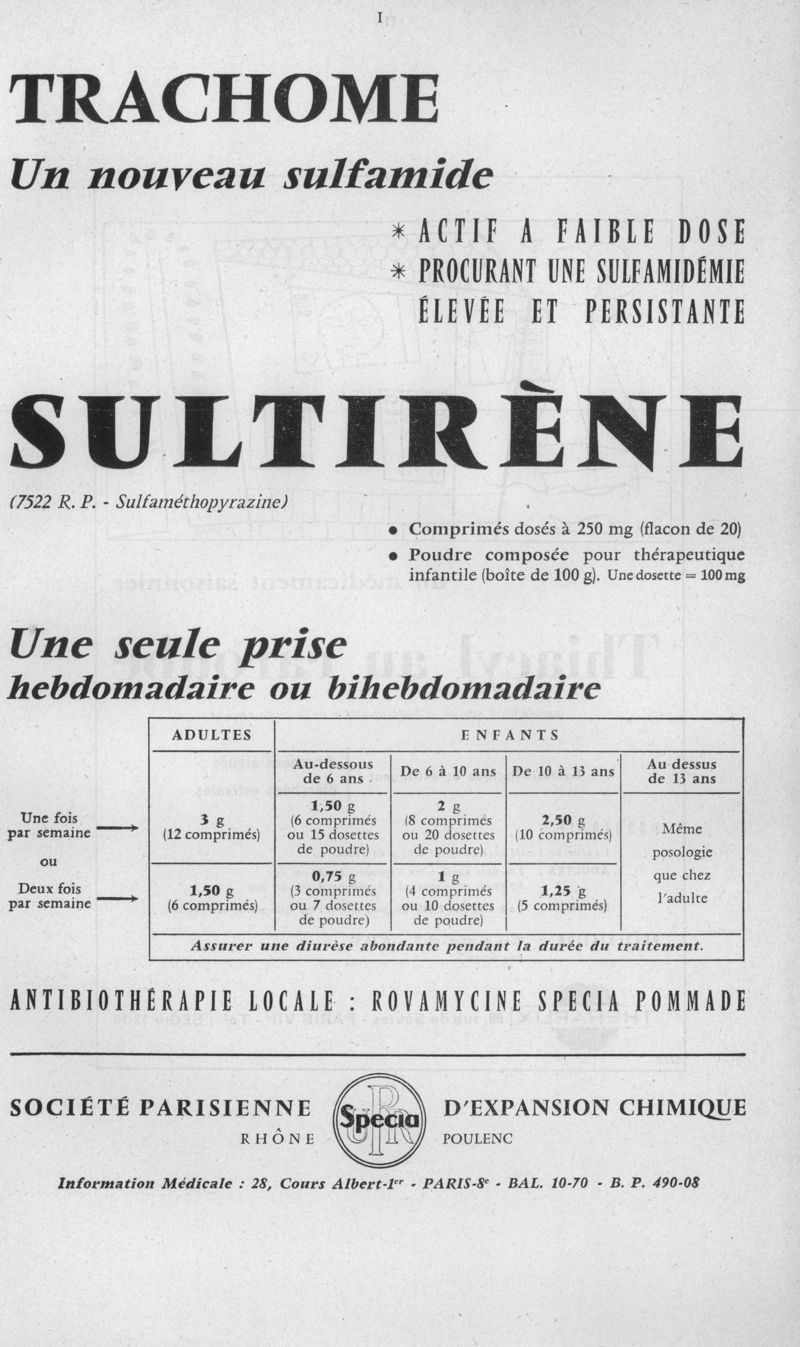 I
TRACHOME
Un nouveau sulfamide
* ACTIF A FAIBLE DOSE
* PROCURANT UNE SULFAMIDÉMIE
ÉLEVÉE ET PERSISTANTE
SULTIRÈNE
(7522 R. P. - Sulfaméthopyrazine)
• Comprimés dosés à 250 mg (flacon de 20)
• Poudre composée pour thérapeutique
infantile (boîte de 100 g). Une dosette = 100 mg
Une seule prise
hebdomadaire ou bihebdomadaire
ADULTES
ENFANTS
Au-dessous
de 6 ans
De 6 à 10 ans
De 10 à 13 ans
Au dessus
de 13 ans
Une fois
par semaine
3 g
(12 comprimés)
1,50 g
(6 comprimés
ou 15 dosettes
de poudre)
2 g
(8 comprimés
ou 20 dosettes
de poudre)
2,50 g
(10 comprimés)
Même
posologie
que chez
l'adulte
ou
Deux fois
par semaine
1,50 g
(6 comprimés)
0,75 g
(3 comprimés
ou 7 dosettes
de poudre)
1 g
(4 comprimés
ou 10 dosettes
de poudre)
1,25 g
(5 comprimés)
Assurer une diurèse abondante pendant la durée du traitement.
ANTIBIOTHÉRAPIE LOCALE : ROVAMYCINE SPECIA POMMADE
SOCIÉTÉ PARISIENNE Specia D'EXPANSION CHIMIQUE
RHÔNE POULENC
Information Médicale : 28, Cours Albert-Ier - PARIS-8e - BAL. 10-70 - B. P. 490-08